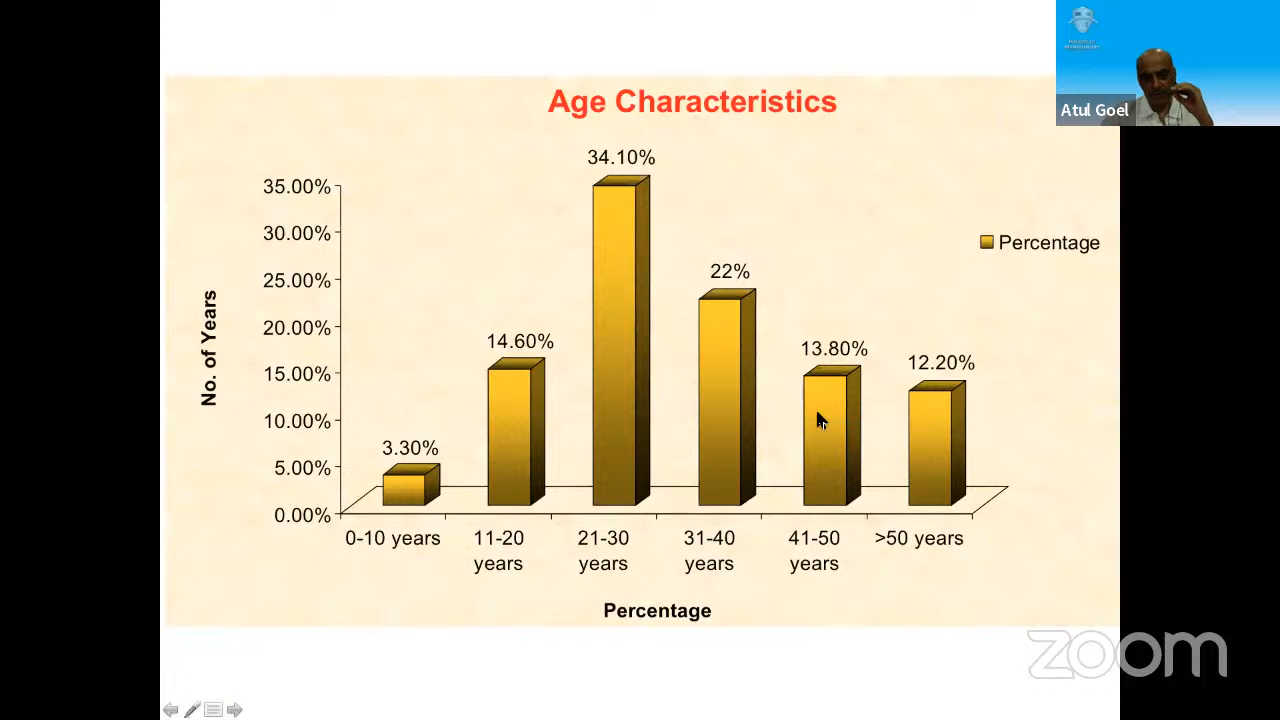 Age Characteristics
Atul Goel
34.10%
35.00%
30.00%
25.00%
20.00%
15.00%
10.00%
5.00%
0.00%
No. of Years
3.30%
14.60%
22%
13.80%
12.20%
Percentage
0-10 years
11-20
years
21-30
years
31-40
years
41-50
years
>50 years
Percentage
zoom